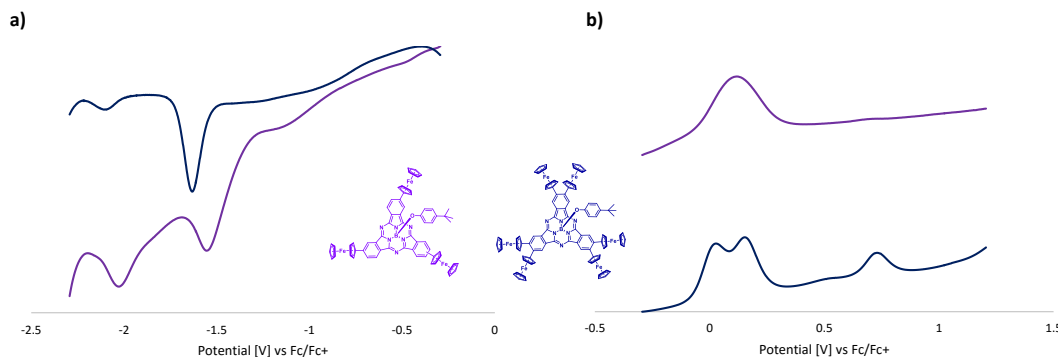 a)
b)
Fe
Fe
Fe
Fe
Fe
O
O
N
N
N
N
N
N
N
N
N
N
B
B
Fe
Fe
Fe
Fe
-2.5 -2 -1.5 -1 -0.5 0
-0.5 0 0.5 1 1.5
Potential [V] vs Fc/Fc+
Potential [V] vs Fc/Fc+